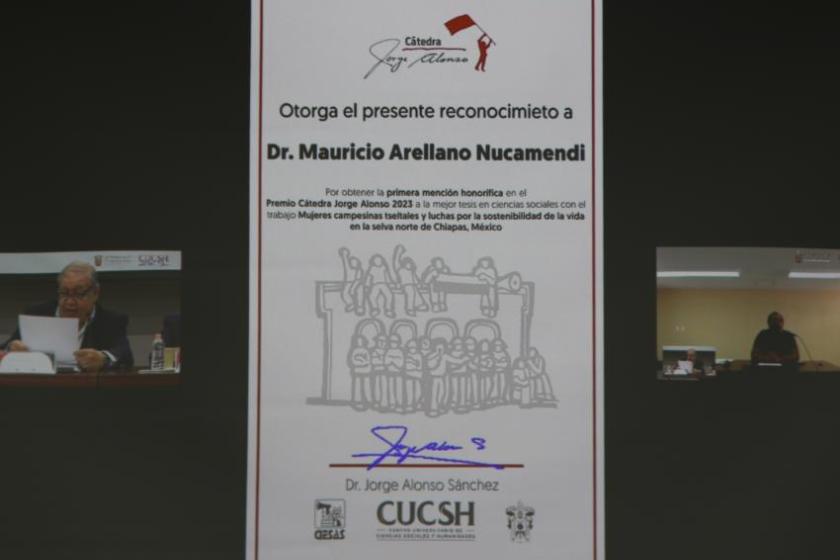 Cátedra
Jorge Alonso
Otorga el presente reconocimieto a
Dr. Mauricio Arellano Nucamendi
Por obtener la primera mención honorífica en el
Premio Cátedra Jorge Alonso 2023 a la mejor tesis en ciencias sociales con el
trabajo Mujeres campesinas tseltales y luchas por la sostenibilidad de la vida
en la selva norte de Chiapas, México
Dr. Jorge Alonso Sánchez
CIESAS
CUCSH
CENTRO UNIVERSITARIO DE
CIENCIAS SOCIALES Y HUMANIDADES
CUCSH